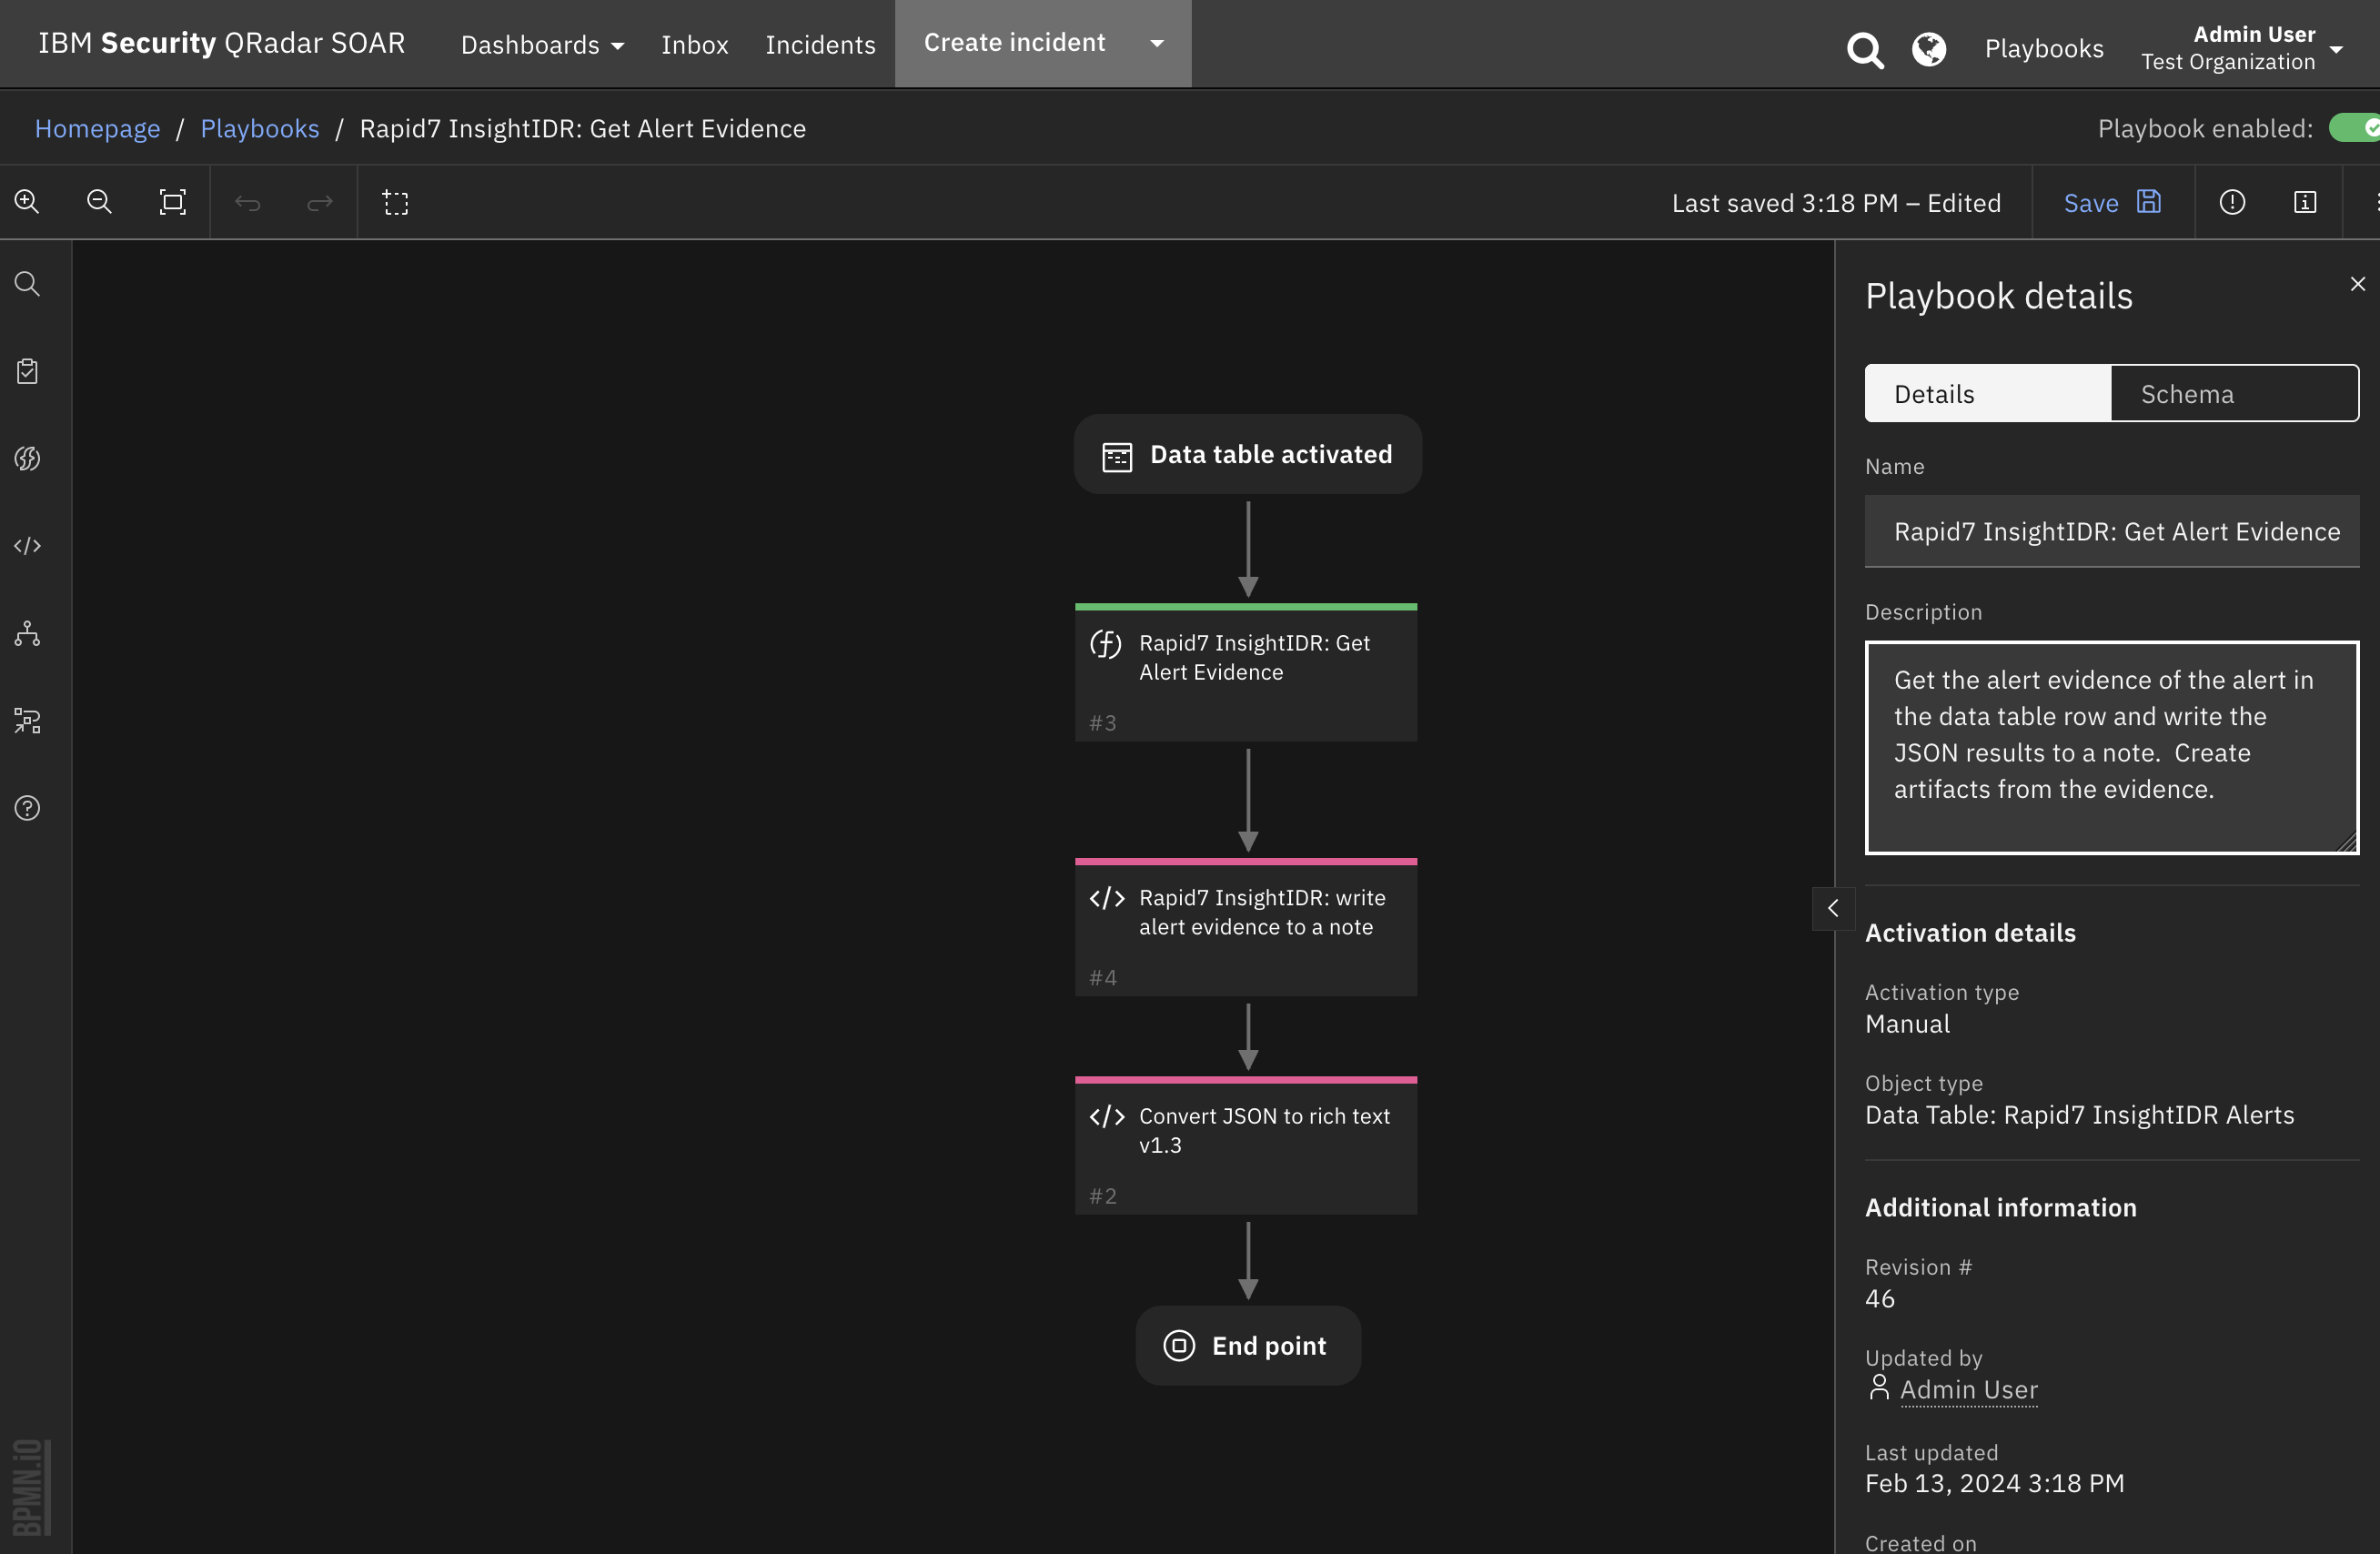 IBM Security QRadar SOAR Dashboards Inbox Incidents Create incident Playbooks Admin User
Test Organization
Homepage / Playbooks / Rapid7 InsightIDR: Get Alert Evidence Playbook enabled:
Last saved 3:18 PM – Edited Save
Data table activated
Rapid7 InsightIDR: Get
Alert Evidence
#3
Rapid7 InsightIDR: write
alert evidence to a note
#4
Convert JSON to rich text
v1.3
#2
End point
BPMN.iO
Playbook details
Details Schema
Name
Rapid7 InsightIDR: Get Alert Evidence
Description
Get the alert evidence of the alert in
the data table row and write the
JSON results to a note.  Create
artifacts from the evidence.
Activation details
Activation type
Manual
Object type
Data Table: Rapid7 InsightIDR Alerts
Additional information
Revision #
46
Updated by
Admin User
Last updated
Feb 13, 2024 3:18 PM
Created on